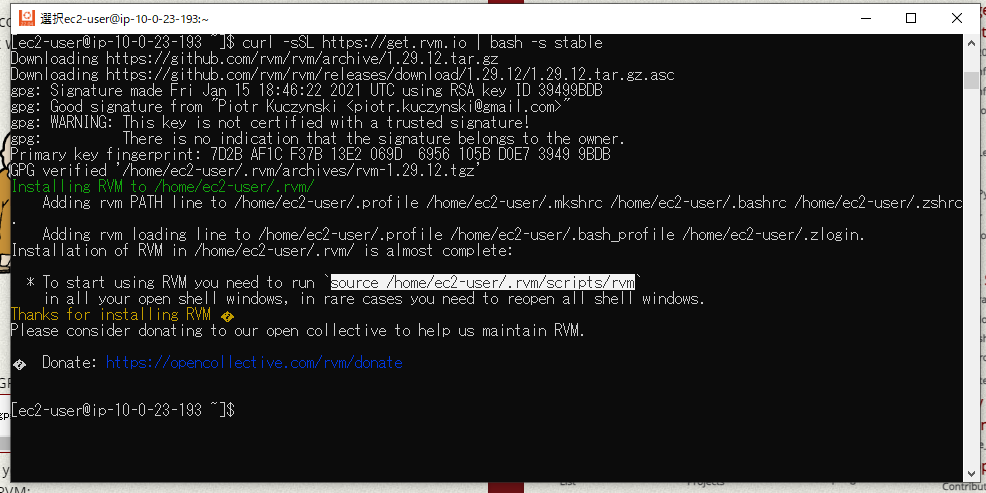 選択ec2-user@ip-10-0-23-193:~
[ec2-user@ip-10-0-23-193 ~]$ curl -sSL https://get.rvm.io | bash -s stable
Downloading https://github.com/rvm/rvm/archive/1.29.12.tar.gz
Downloading https://github.com/rvm/rvm/releases/download/1.29.12/1.29.12.tar.gz.asc
gpg: Signature made Fri Jan 15 18:46:22 2021 UTC using RSA key ID 39499BDB
gpg: Good signature from "Piotr Kuczynski <piotr.kuczynski@gmail.com>"
gpg: WARNING: This key is not certified with a trusted signature!
gpg:          There is no indication that the signature belongs to the owner.
Primary key fingerprint: 7D2B AF1C F37B 13E2 069D  6956 105B D0E7 3949 9BDB
GPG verified '/home/ec2-user/.rvm/archives/rvm-1.29.12.tgz'
Installing RVM to /home/ec2-user/.rvm/
    Adding rvm PATH line to /home/ec2-user/.profile /home/ec2-user/.mkshrc /home/ec2-user/.bashrc /home/ec2-user/.zshrc
.
    Adding rvm loading line to /home/ec2-user/.profile /home/ec2-user/.bash_profile /home/ec2-user/.zlogin.
Installation of RVM in /home/ec2-user/.rvm/ is almost complete:
  * To start using RVM you need to run `source /home/ec2-user/.rvm/scripts/rvm`
    in all your open shell windows, in rare cases you need to reopen all shell windows.
Thanks for installing RVM �
Please consider donating to our open collective to help us maintain RVM.
�  Donate: https://opencollective.com/rvm/donate
[ec2-user@ip-10-0-23-193 ~]$
RVM: